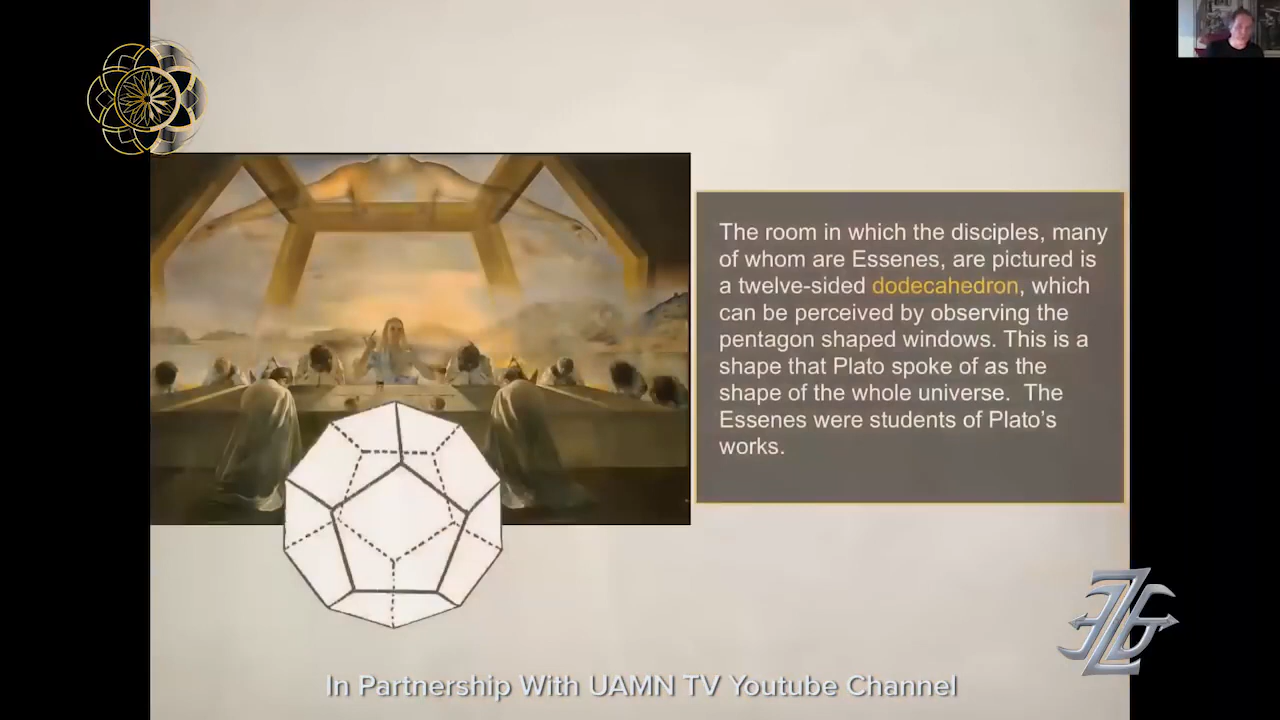 The room in which the disciples, many
of whom are Essenes, are pictured is
a twelve-sided dodecahedron, which
can be perceived by observing the
pentagon shaped windows. This is a
shape that Plato spoke of as the
shape of the whole universe.  The
Essenes were students of Plato’s
works.
In Partnership With UAMN TV Youtube Channel